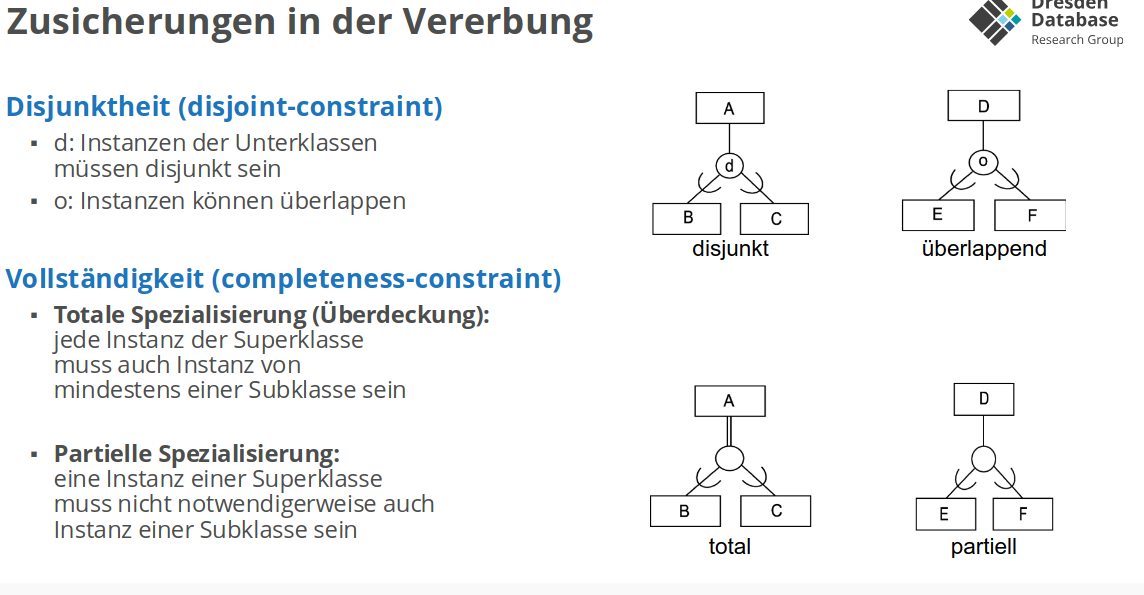 Zusicherungen in der Vererbung
Dresden
Database
Research Group
Disjunktheit (disjoint-constraint)
▪ d: Instanzen der Unterklassen
müssen disjunkt sein
▪ o: Instanzen können überlappen
A
d
B C
disjunkt
D
o
E F
überlappend
Vollständigkeit (completeness-constraint)
▪ Totale Spezialisierung (Überdeckung):
jede Instanz der Superklasse
muss auch Instanz von
mindestens einer Subklasse sein
▪ Partielle Spezialisierung:
eine Instanz einer Superklasse
muss nicht notwendigerweise auch
Instanz einer Subklasse sein
A
B C
total
D
E F
partiell